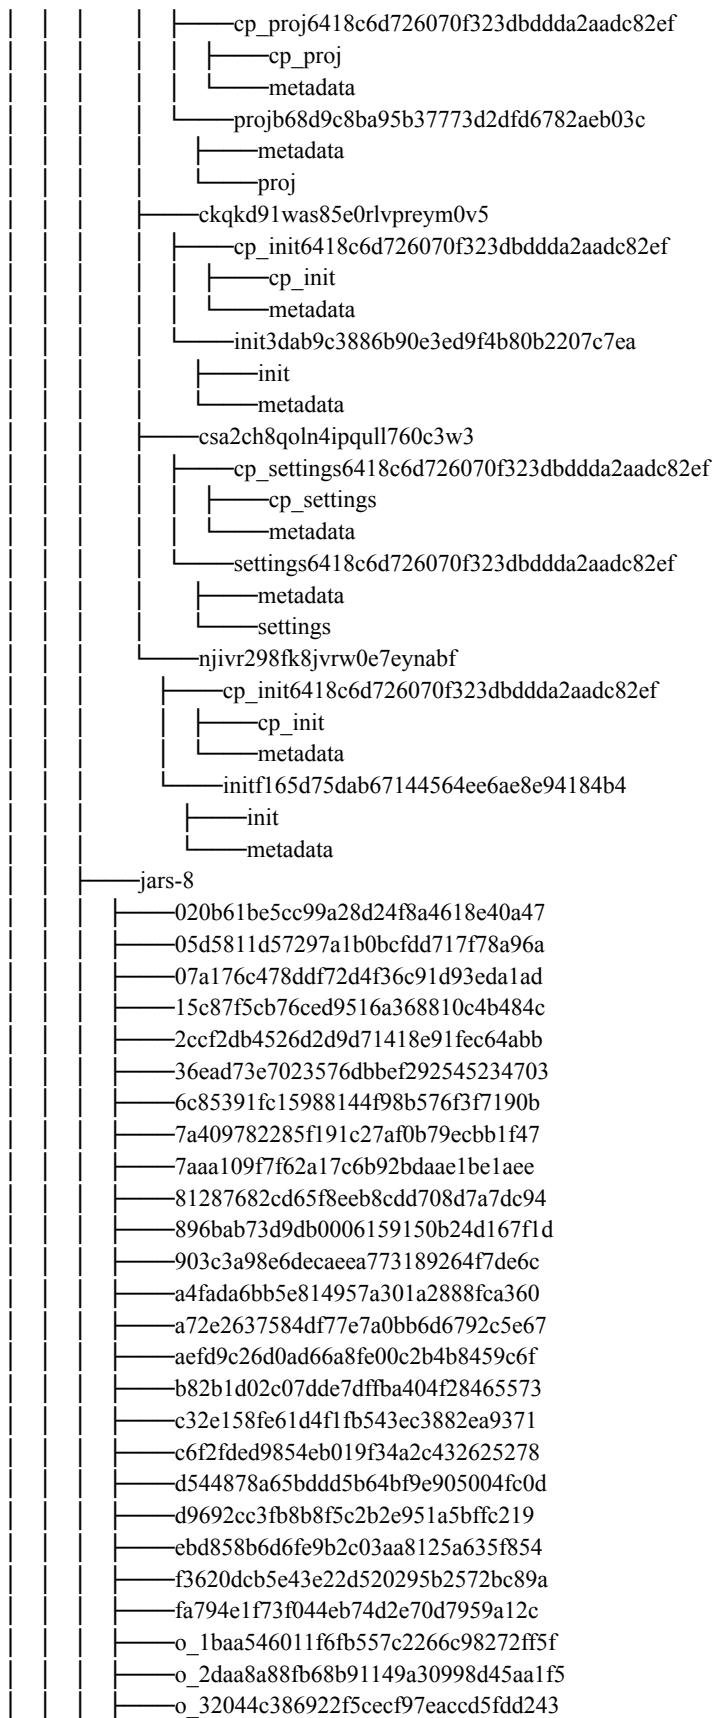 cp_proj6418c6d726070f323dbddda2aadc82ef
cp_proj
metadata
projb68d9c8ba95b37773d2dfd6782aeb03c
metadata
proj
ckqkd91was85e0rlvpreym0v5
cp_init6418c6d726070f323dbddda2aadc82ef
cp_init
metadata
init3dab9c3886b90e3ed9f4b80b2207c7ea
init
metadata
csa2ch8qoln4ipqull760c3w3
cp_settings6418c6d726070f323dbddda2aadc82ef
cp_settings
metadata
settings6418c6d726070f323dbddda2aadc82ef
metadata
settings
njivr298fk8jvrw0e7eynabf
cp_init6418c6d726070f323dbddda2aadc82ef
cp_init
metadata
initf165d75dab67144564ee6ae8e94184b4
init
metadata
jars-8
020b61be5cc99a28d24f8a4618e40a47
05d5811d57297a1b0bcfdd717f78a96a
07a176c478ddf72d4f36c91d93eda1ad
15c87f5cb76ced9516a368810c4b484c
2ccf2db4526d2d9d71418e91fec64abb
36ead73e7023576dbbef292545234703
6c85391fc15988144f98b576f3f7190b
7a409782285f191c27af0b79ecbb1f47
7aaa109f7f62a17c6b92bdaae1be1aee
81287682cd65f8eeb8cdd708d7a7dc94
896bab73d9db0006159150b24d167f1d
903c3a98e6decaeea773189264f7de6c
a4fada6bb5e814957a301a2888fca360
a72e2637584df77e7a0bb6d6792c5e67
aefd9c26d0ad66a8fe00c2b4b8459c6f
b82b1d02c07dde7dffba404f28465573
c32e158fe61d4f1fb543ec3882ea9371
c6f2fded9854eb019f34a2c432625278
d544878a65bddd5b64bf9e905004fc0d
d9692cc3fb8b8f5c2b2e951a5bffc219
ebd858b6d6fe9b2c03aa8125a635f854
f3620dcb5e43e22d520295b2572bc89a
fa794e1f73f044eb74d2e70d7959a12c
o_1baa546011f6fb557c2266c98272ff5f
o_2daa8a88fb68b91149a30998d45aa1f5
o_32044c386922f5cecf97eaccd5fdd243